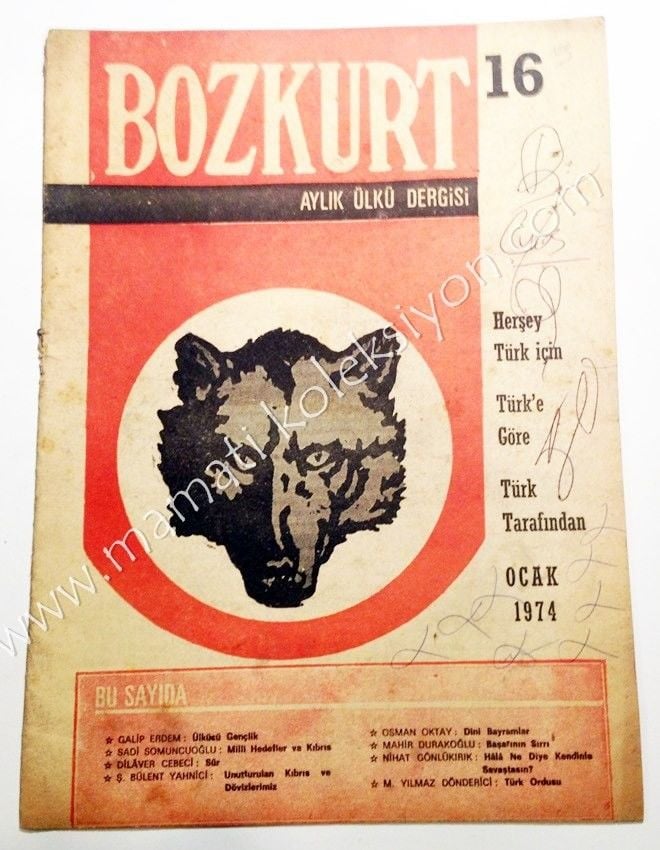 BOZKURT
16
AYLIK ÜLKÜ DERGİSİ
Herşey
Türk için
Türk'e
Göre
Türk
Tarafından
OCAK
1974
BU SAYIDA
☆ GALİP ERDEM : Ülkücü Gençlik
☆ SADİ SOMUNCUOĞLU : Milli Hedefler ve Kıbrıs
☆ DİLÂVER CEBECİ : Sûr
☆ Ş. BÜLENT YAHNİCİ : Unutturulan Kıbrıs ve
Dövizlerimiz
☆ OSMAN OKTAY : Dini Bayramlar
☆ MAHİR DURAKOĞLU : Başarının Sırrı
☆ NİHAT GÖNLÜKIRIK : Hâlâ Ne Diye Kendinle
Savaştasın?
☆ M. YILMAZ DÖNDERİCİ : Türk Ordusu
www.mamatikoleksiyon.com